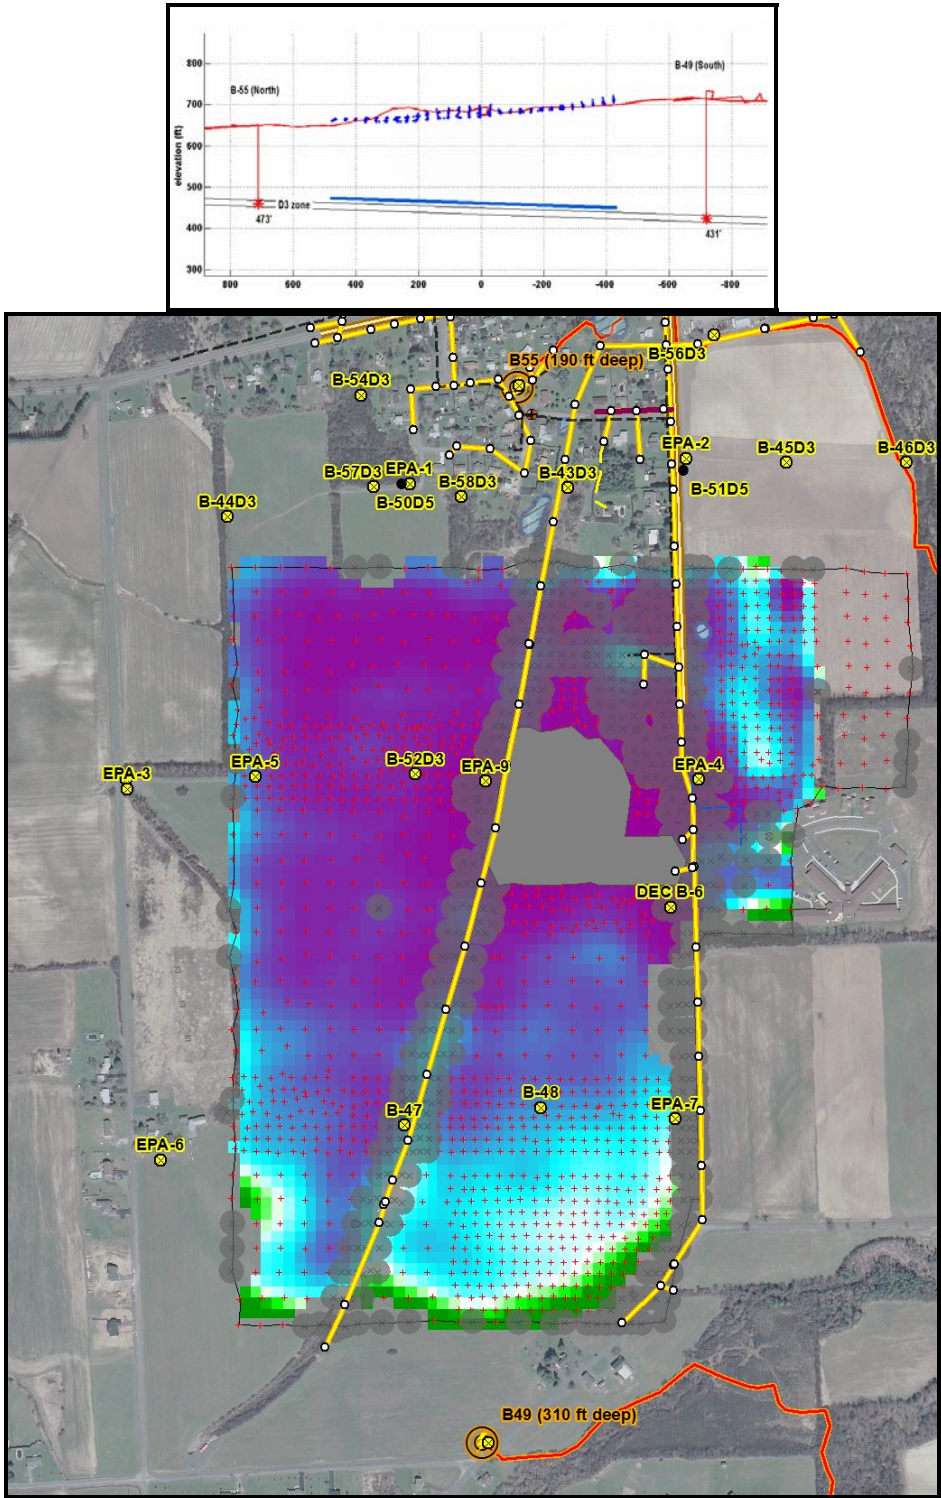 B-49 (South)
B-55 (North)
elevation (ft)
800
700
600
500
400
300
D3 zone
473'
431'
800
600
400
200
0
-200
-400
-600
-800
B55 (190 ft deep)
B-56D3
B-54D3
EPA-2
B-45D3
B-46D3
B-57D3
EPA-1
B-58D3
B-43D3
B-44D3
B-50D5
B-51D5
EPA-3
EPA-5
B-52D3
EPA-9
EPA-4
DEC B-6
B-47
B-48
EPA-7
EPA-6
B49 (310 ft deep)